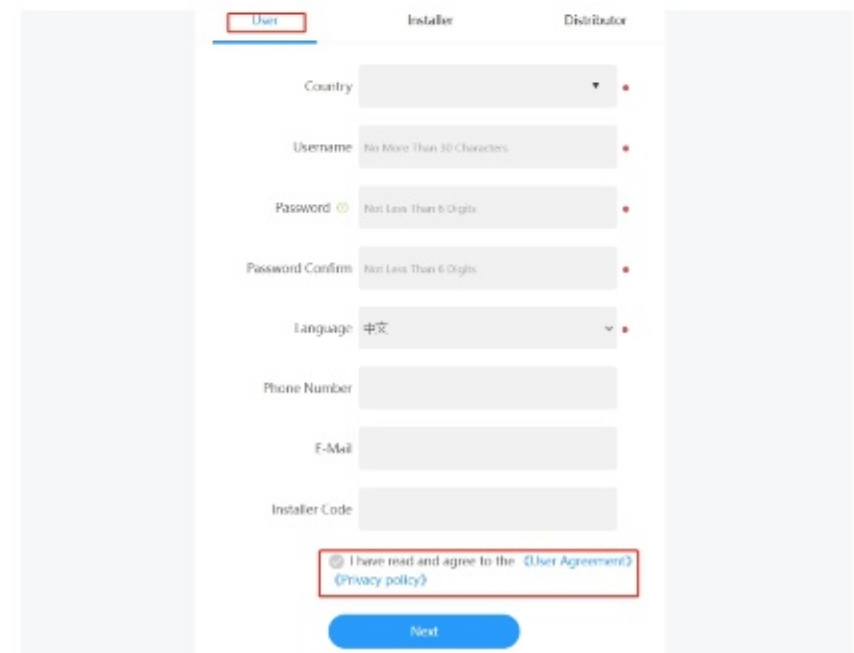 User Installer Distributor
Country
Username No More Than 30 Characters
Password Not Less Than 6 Digits
Password Confirm Not Less Than 6 Digits
Language 中文
Phone Number
E-Mail
Installer Code
I have read and agree to the 《User Agreement》
《Privacy policy》
Next